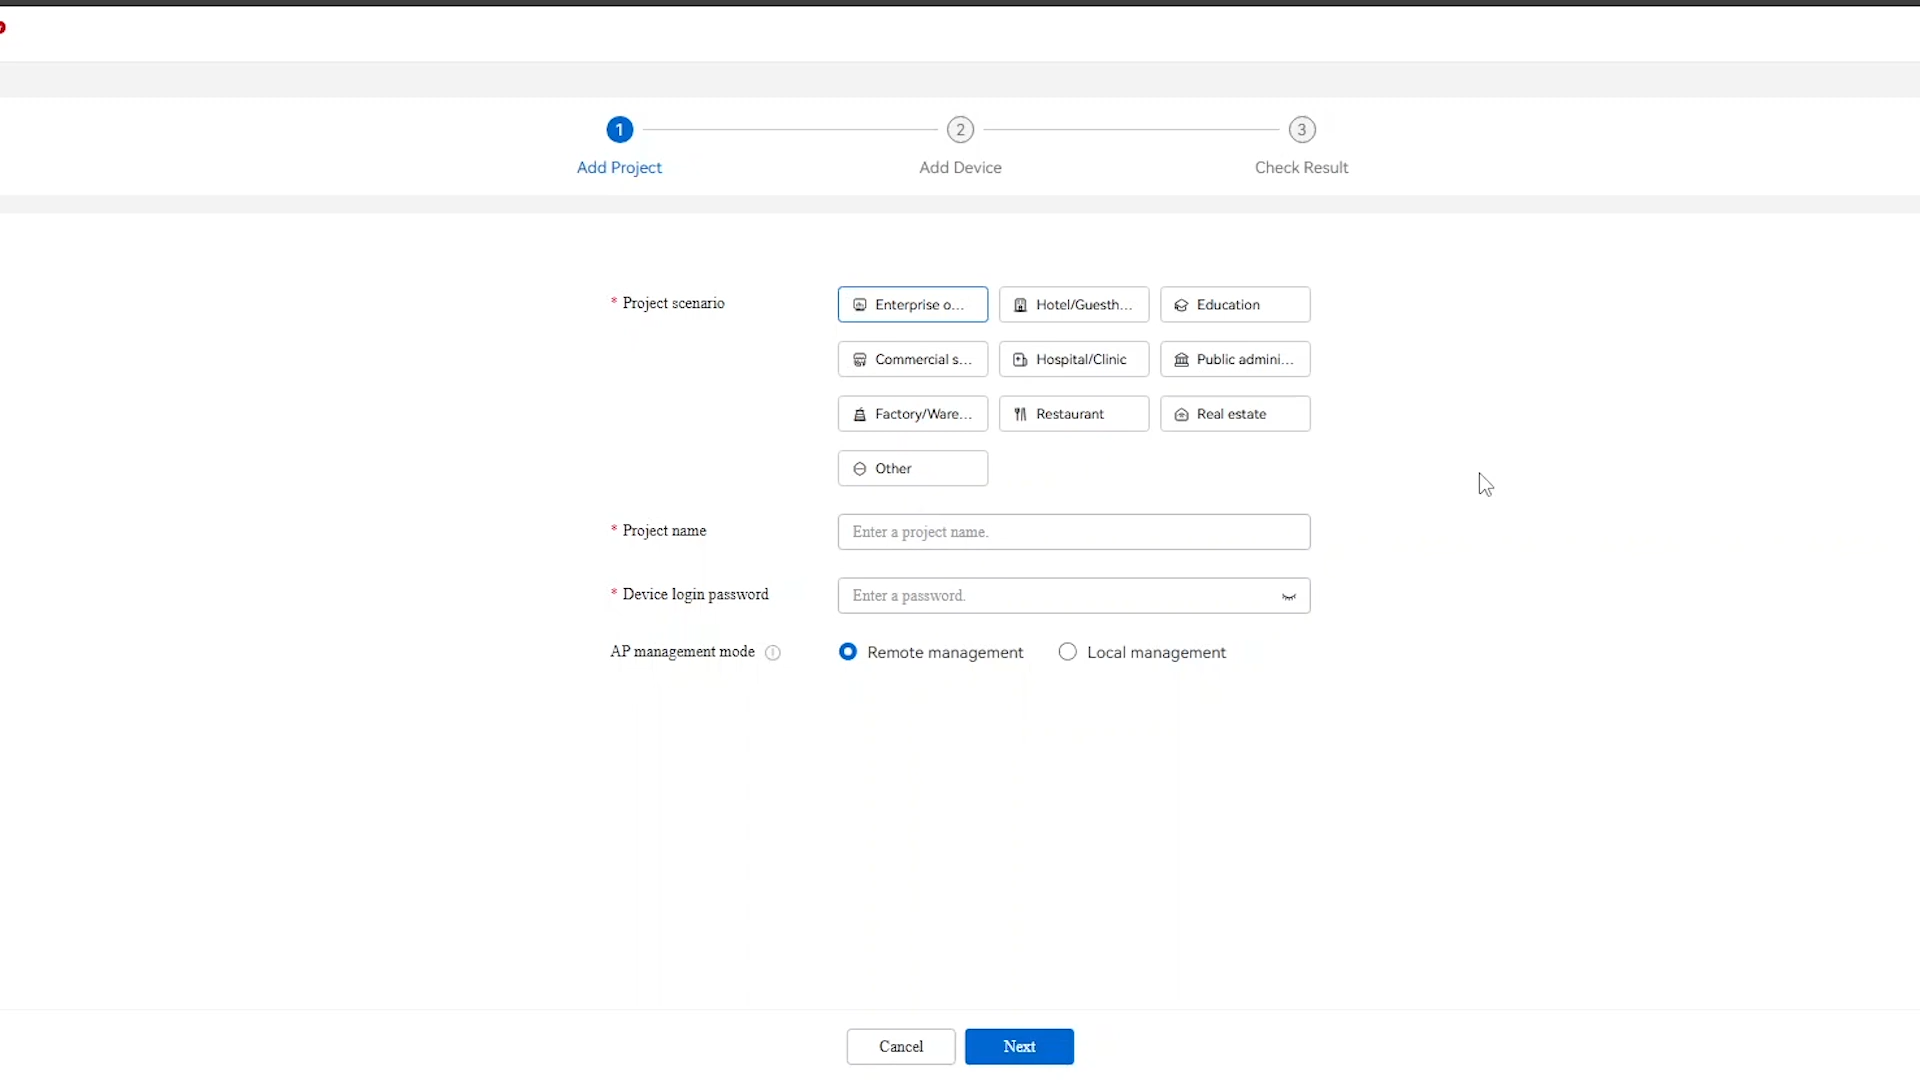 1
2
3
Add Project
Add Device
Check Result
* Project scenario
Enterprise o...
Hotel/Guesth...
Education
Commercial s...
Hospital/Clinic
Public admini...
Factory/Ware...
Restaurant
Real estate
Other
* Project name
Enter a project name.
* Device login password
Enter a password.
AP management mode
Remote management
Local management
Cancel
Next